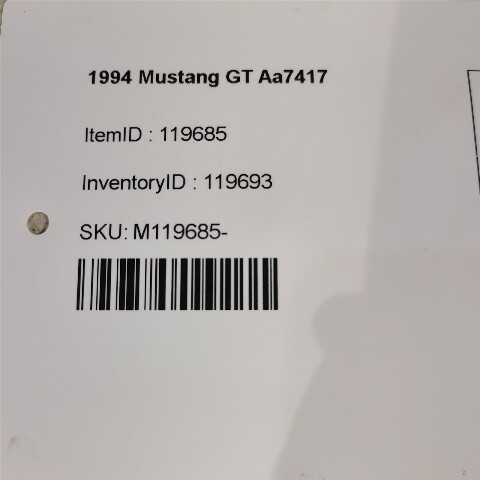 1994 Mustang GT Aa7417
ItemID : 119685
InventoryID : 119693
SKU: M119685-